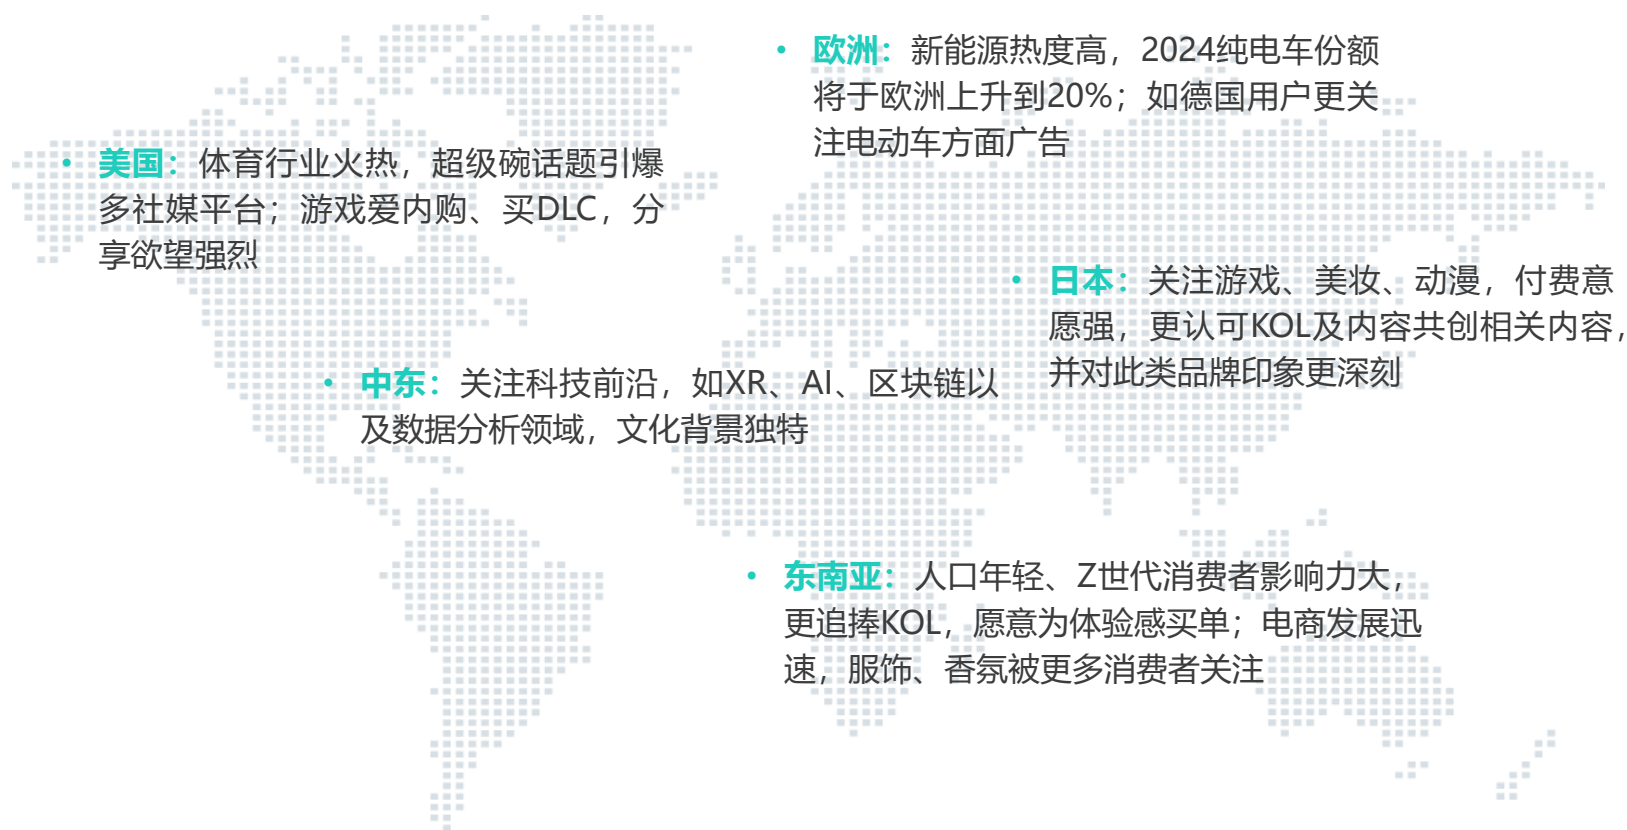 • 欧洲：新能源热度高，2024纯电车份额
将于欧洲上升到20%；如德国用户更关
注电动车方面广告
• 美国：体育行业火热，超级碗话题引爆
多社媒平台；游戏爱内购、买DLC，分
享欲望强烈
• 日本：关注游戏、美妆、动漫，付费意
愿强，更认可KOL及内容共创相关内容，
并对此类品牌印象更深刻
• 中东：关注科技前沿，如XR、AI、区块链以
及数据分析领域，文化背景独特
• 东南亚：人口年轻、Z世代消费者影响力大，
更追捧KOL，愿意为体验感买单；电商发展迅
速，服饰、香氛被更多消费者关注